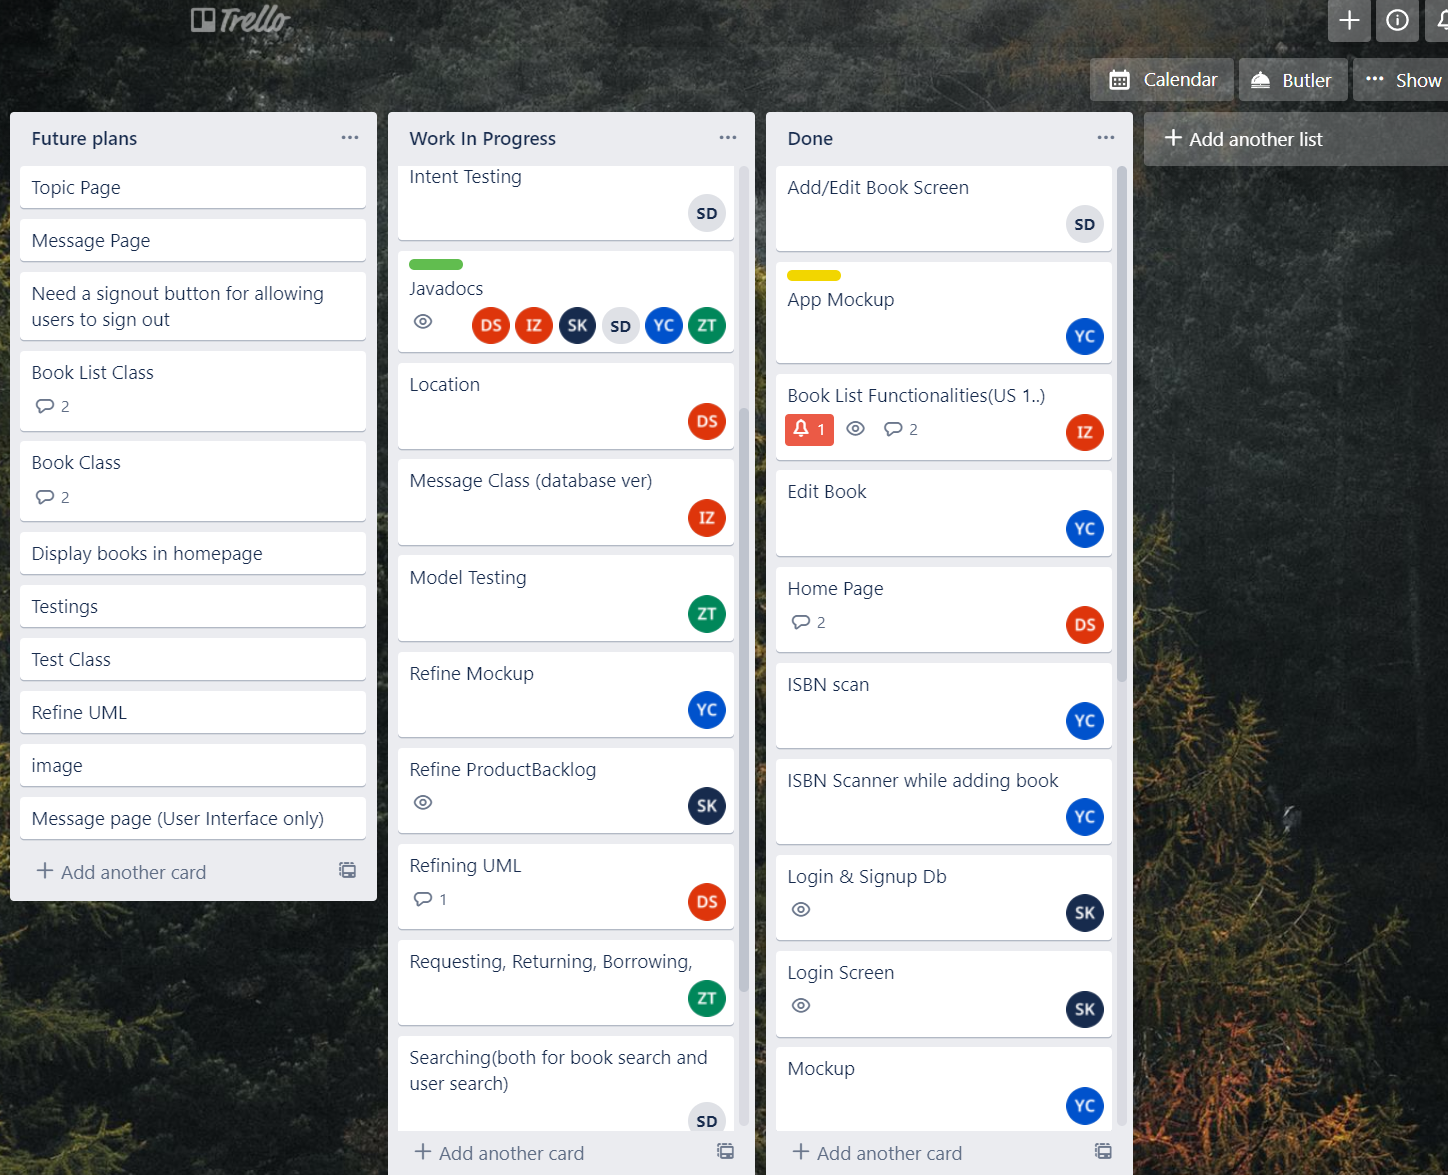 Trello
Calendar
Butler
Show
Future plans
Topic Page
Message Page
Need a signout button for allowing
users to sign out
Book List Class
2
Book Class
2
Display books in homepage
Testings
Test Class
Refine UML
image
Message page (User Interface only)
Add another card
Work In Progress
Intent Testing
SD
Javadocs
DS IZ SK SD YC ZT
Location
DS
Message Class (database ver)
IZ
Model Testing
ZT
Refine Mockup
YC
Refine ProductBacklog
SK
Refining UML
1
DS
Requesting, Returning, Borrowing,
ZT
Searching(both for book search and
user search)
SD
Add another card
Done
Add/Edit Book Screen
SD
App Mockup
YC
Book List Functionalities(US 1..)
1 2
IZ
Edit Book
YC
Home Page
2
DS
ISBN scan
YC
ISBN Scanner while adding book
YC
Login & Signup Db
SK
Login Screen
SK
Mockup
YC
Add another card
Add another list